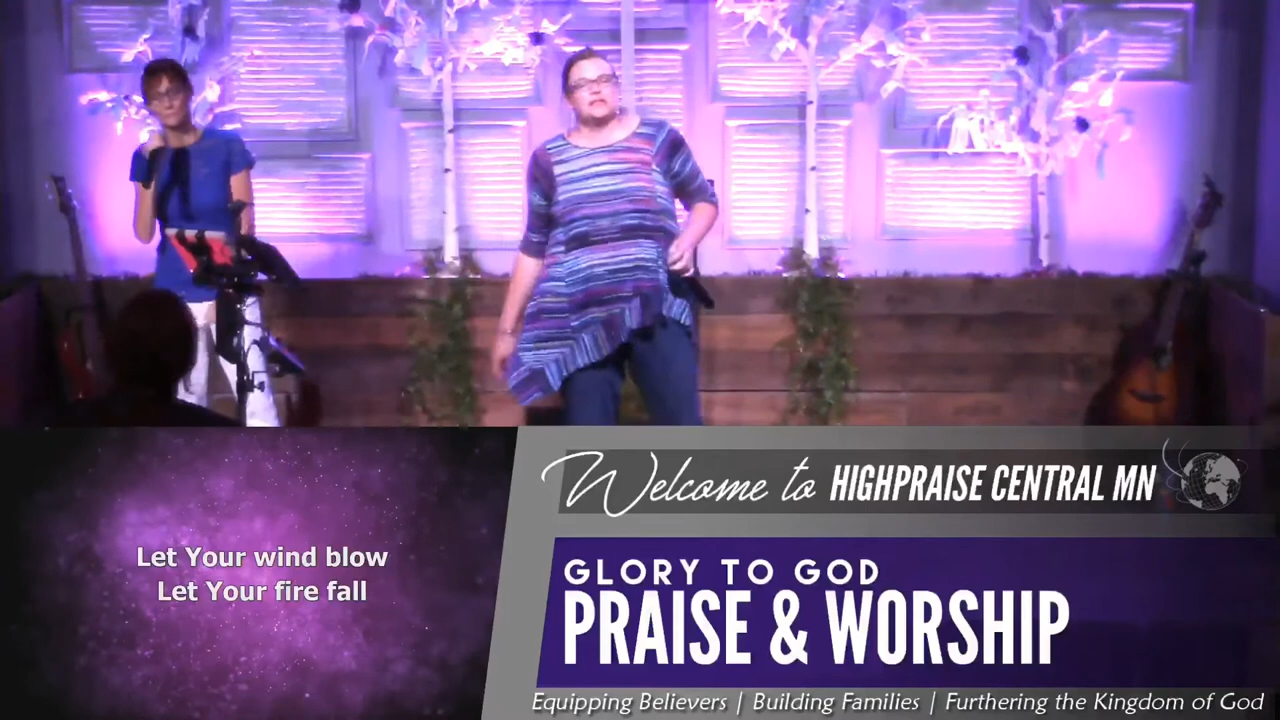 Let Your wind blow
Let Your fire fall
Welcome to HIGHPRAISE CENTRAL MN
GLORY TO GOD
PRAISE & WORSHIP
Equipping Believers | Building Families | Furthering the Kingdom of God